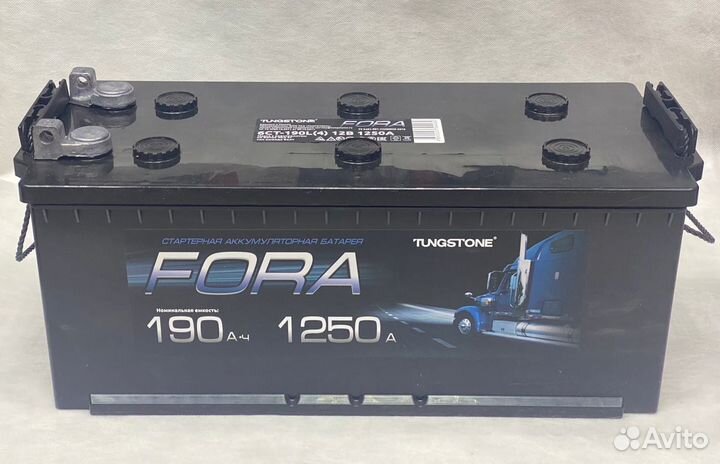 TUNGSTONE
FORA
6СТ-190L(4) 12В 1250А
СТАРТЕРНАЯ АККУМУЛЯТОРНАЯ БАТАРЕЯ
TUNGSTONE®
FORA
Номинальная емкость:
190 А·ч 1250 А
Avito